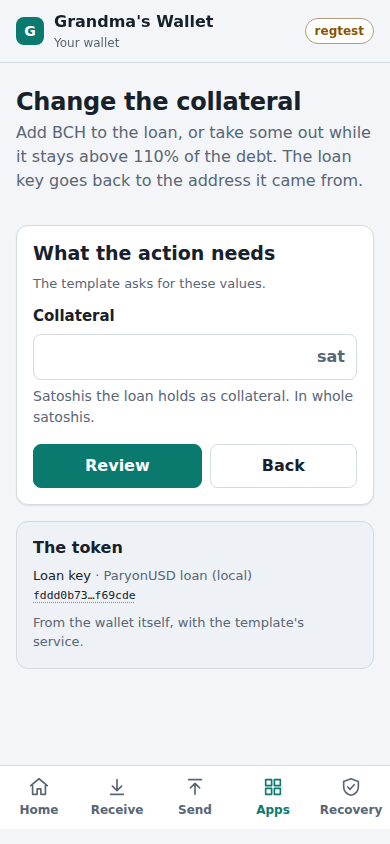 G
Grandma's Wallet
Your wallet
regtest
Change the collateral
Add BCH to the loan, or take some out while
it stays above 110% of the debt. The loan
key goes back to the address it came from.
What the action needs
The template asks for these values.
Collateral
sat
Satoshis the loan holds as collateral. In whole
satoshis.
Review
Back
The token
Loan key · ParyonUSD loan (local)
fddd0b73…f69cde
From the wallet itself, with the template's
service.
Home
Receive
Send
Apps
Recovery